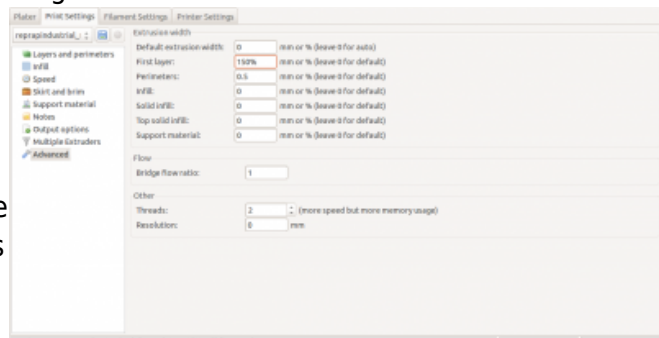 Plater Print Settings Filament Settings Printer Settings
reprapindustrial_
Layers and perimeters
Infill
Speed
Skirt and brim
Support material
Notes
Output options
Multiple Extruders
Advanced
Extrusion width
Default extrusion width: 0 mm or % (leave 0 for auto)
First layer: 150% mm or % (leave 0 for default)
Perimeters: 0.5 mm or % (leave 0 for default)
Infill: 0 mm or % (leave 0 for default)
Solid infill: 0 mm or % (leave 0 for default)
Top solid infill: 0 mm or % (leave 0 for default)
Support material: 0 mm or % (leave 0 for default)
Flow
Bridge flow ratio: 1
Other
Threads: 2 (more speed but more memory usage)
Resolution: 0 mm
e
s